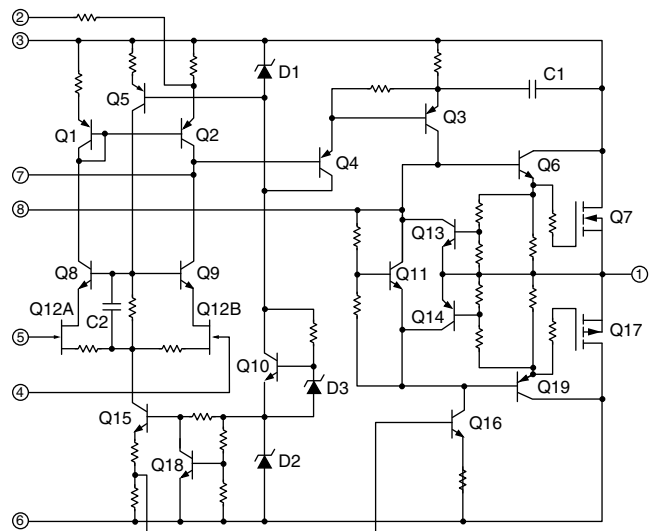 ②
③
D1
C1
Q5
Q3
Q1
Q2
Q4
Q6
⑦
⑧
Q7
Q13
Q8
Q9
Q11
①
Q12A
Q12B
C2
Q14
Q17
⑤
Q10
④
D3
Q19
Q15
Q16
Q18
D2
⑥